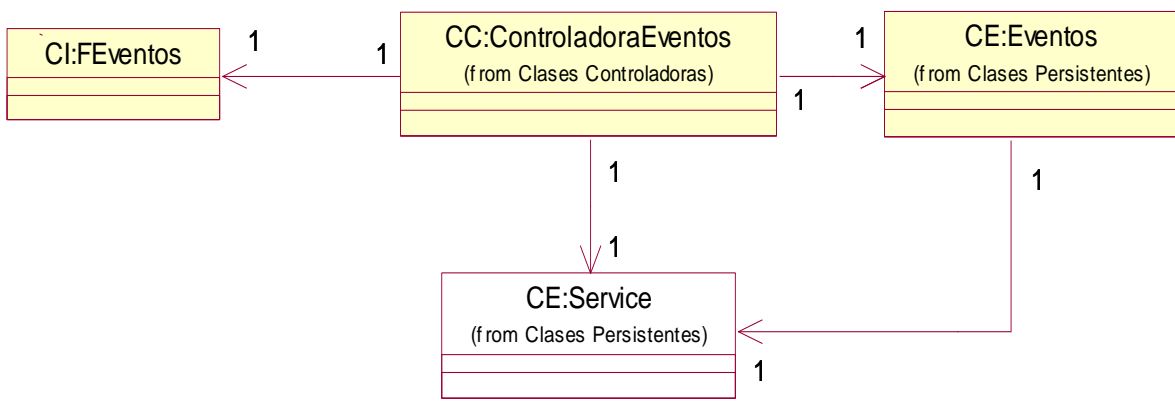 CI:FEventos
1
1
CC:ControladoraEventos
(from Clases Controladoras)
1
1
CE:Eventos
(from Clases Persistentes)
1
1
1
CE:Service
(from Clases Persistentes)
1